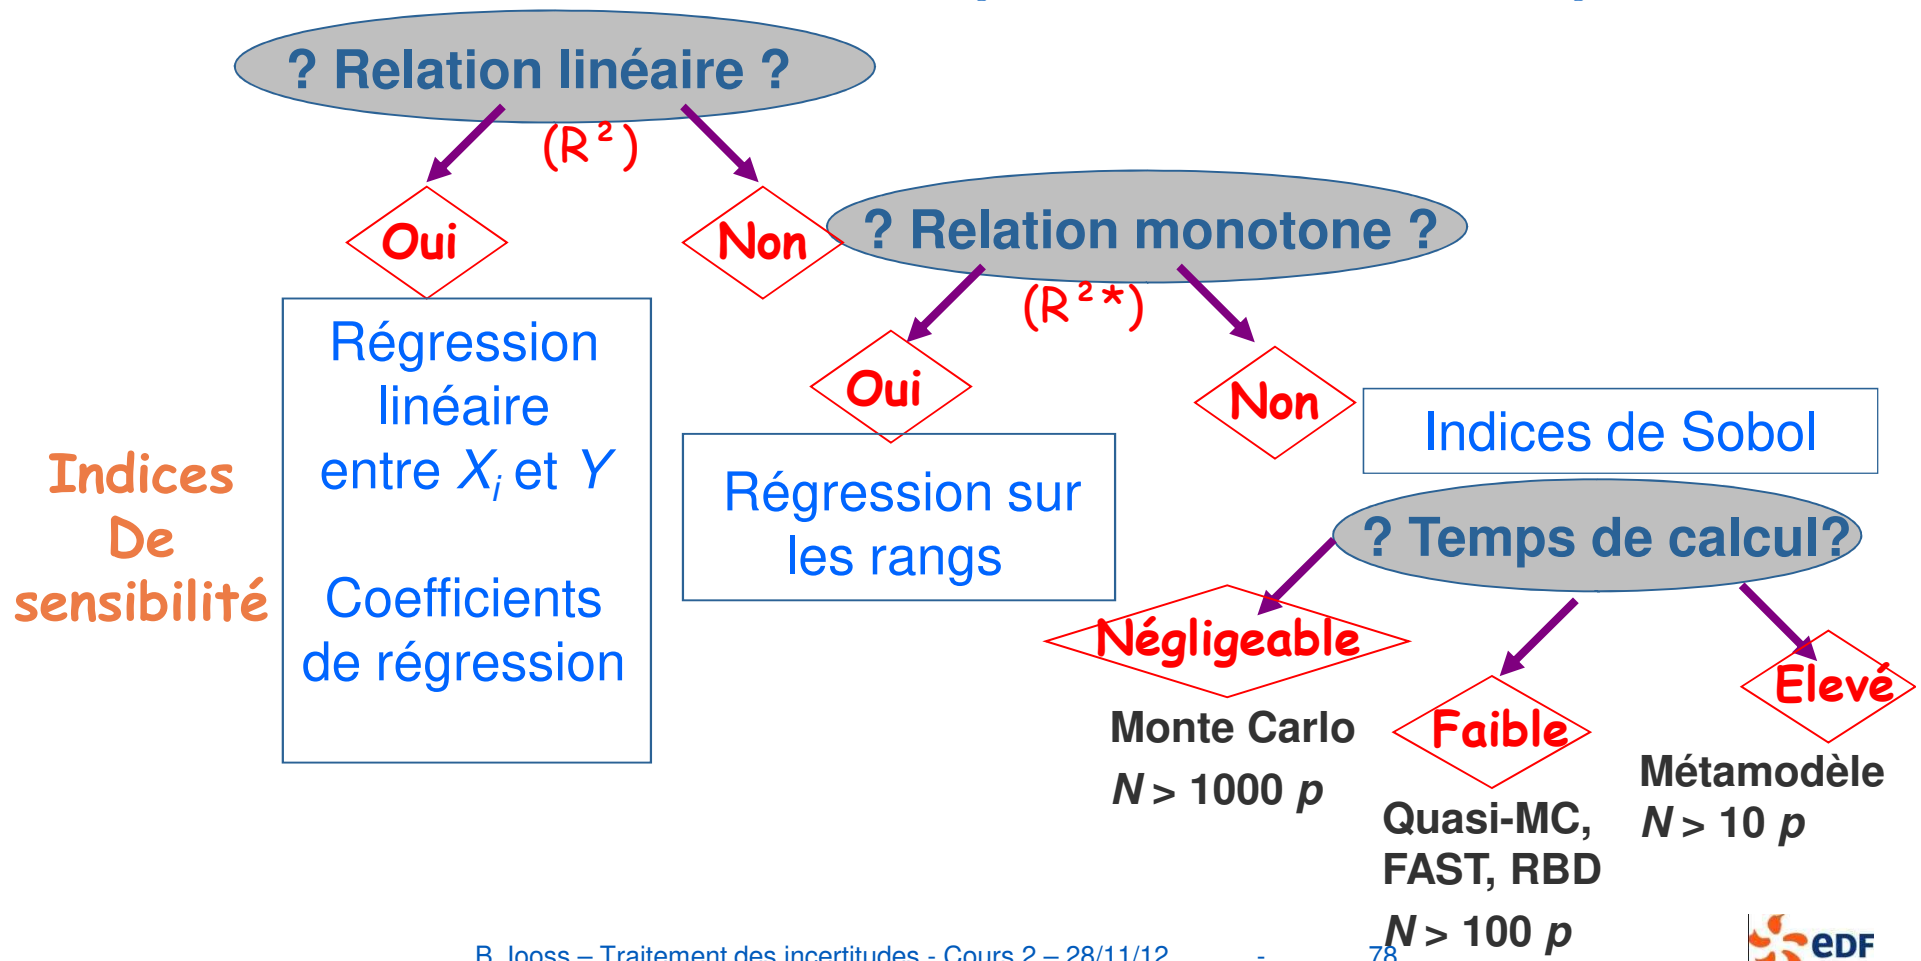 ? Relation linéaire ?
(R²)
Oui
Non
? Relation monotone ?
(R²*)
Oui
Non
Régression
linéaire
entre Xi et Y
Coefficients
de régression
Indices
De
sensibilité
Régression sur
les rangs
Indices de Sobol
? Temps de calcul?
Négligeable
Faible
Elevé
Monte Carlo
N > 1000 p
Quasi-MC,
FAST, RBD
N > 100 p
Métamodèle
N > 10 p
B. Iooss – Traitement des incertitudes - Cours 2 – 28/11/12 - 78
eDF